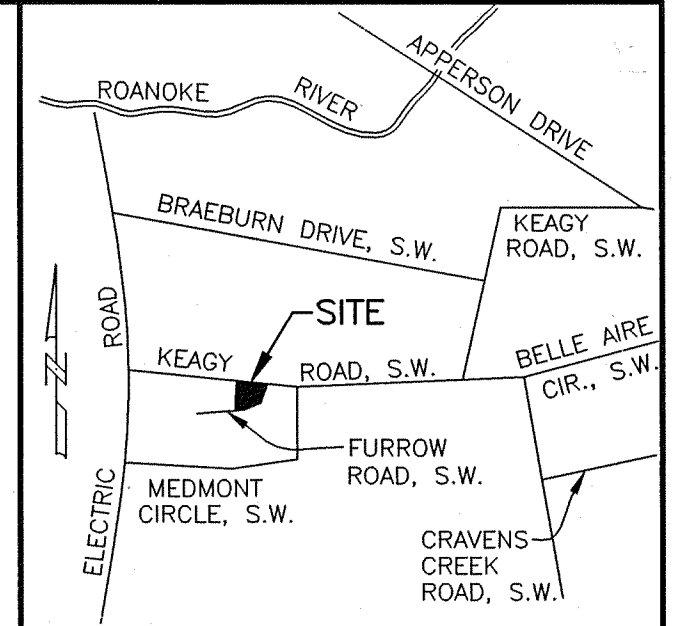 APPERSON DRIVE
ROANOKE RIVER
BRAEBURN DRIVE, S.W.
KEAGY
ROAD, S.W.
SITE
ELECTRIC ROAD
KEAGY ROAD, S.W.
BELLE AIRE
CIR., S.W.
N
FURROW
ROAD, S.W.
MEDMONT
CIRCLE, S.W.
CRAVENS
CREEK
ROAD, S.W.